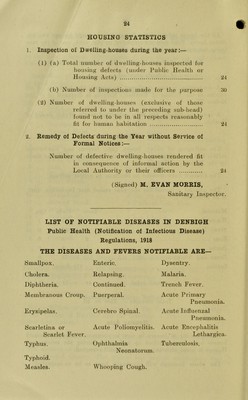 24
HOUSING STATISTICS
1. Inspection of Dwelling-houses during the year:—
(1) (a) Total number of dwelling-houses inspected for
housing defects (under Public Health or
Housing Acts) .................................... 24
(b) Number of inspections made for the purpose 36
(2) Number of dwelling-houses (exclusive of those
referred to under the preceding sub-head)
found not to be in all respects reasonably
fit for human habitation ........................ 24
2. Remedy of Defects during the Year without Service of
Formal Notices:—
Number of defective dwelling-houses rendered fit
in consequence of informal action by the
Local Authority or their officers ............ 24
(Signed) M. EVAN MORRIS,
Sanitary Inspector.
LIST OF NOTIFIABLE DISEASES IN DENBIGH
Public Health (Notification of Infectious Disease)
Regulations, 1918
THE DISEASES AND FEVERS NOTIFIABLE ARE—
Smallpox. Enteric. Dysentry.
Cholera. Relapsing. Malaria.
Diphtheria. Continued. Trench Fever.
Membraneous Croup. Puerperal. Acute Primary
Pneumonia.
Erysipelas. Cerebro Spinal. Acute Influenzal
Pneumonia.
Scarletina or Acute Poliomyelitis. Acute Encephalitis
Scarlet Fever. Lethargica.
Typhus. Ophthalmia Tuberculosis.
Neonatorum.
Typhoid.
Measles. Whooping Cough.